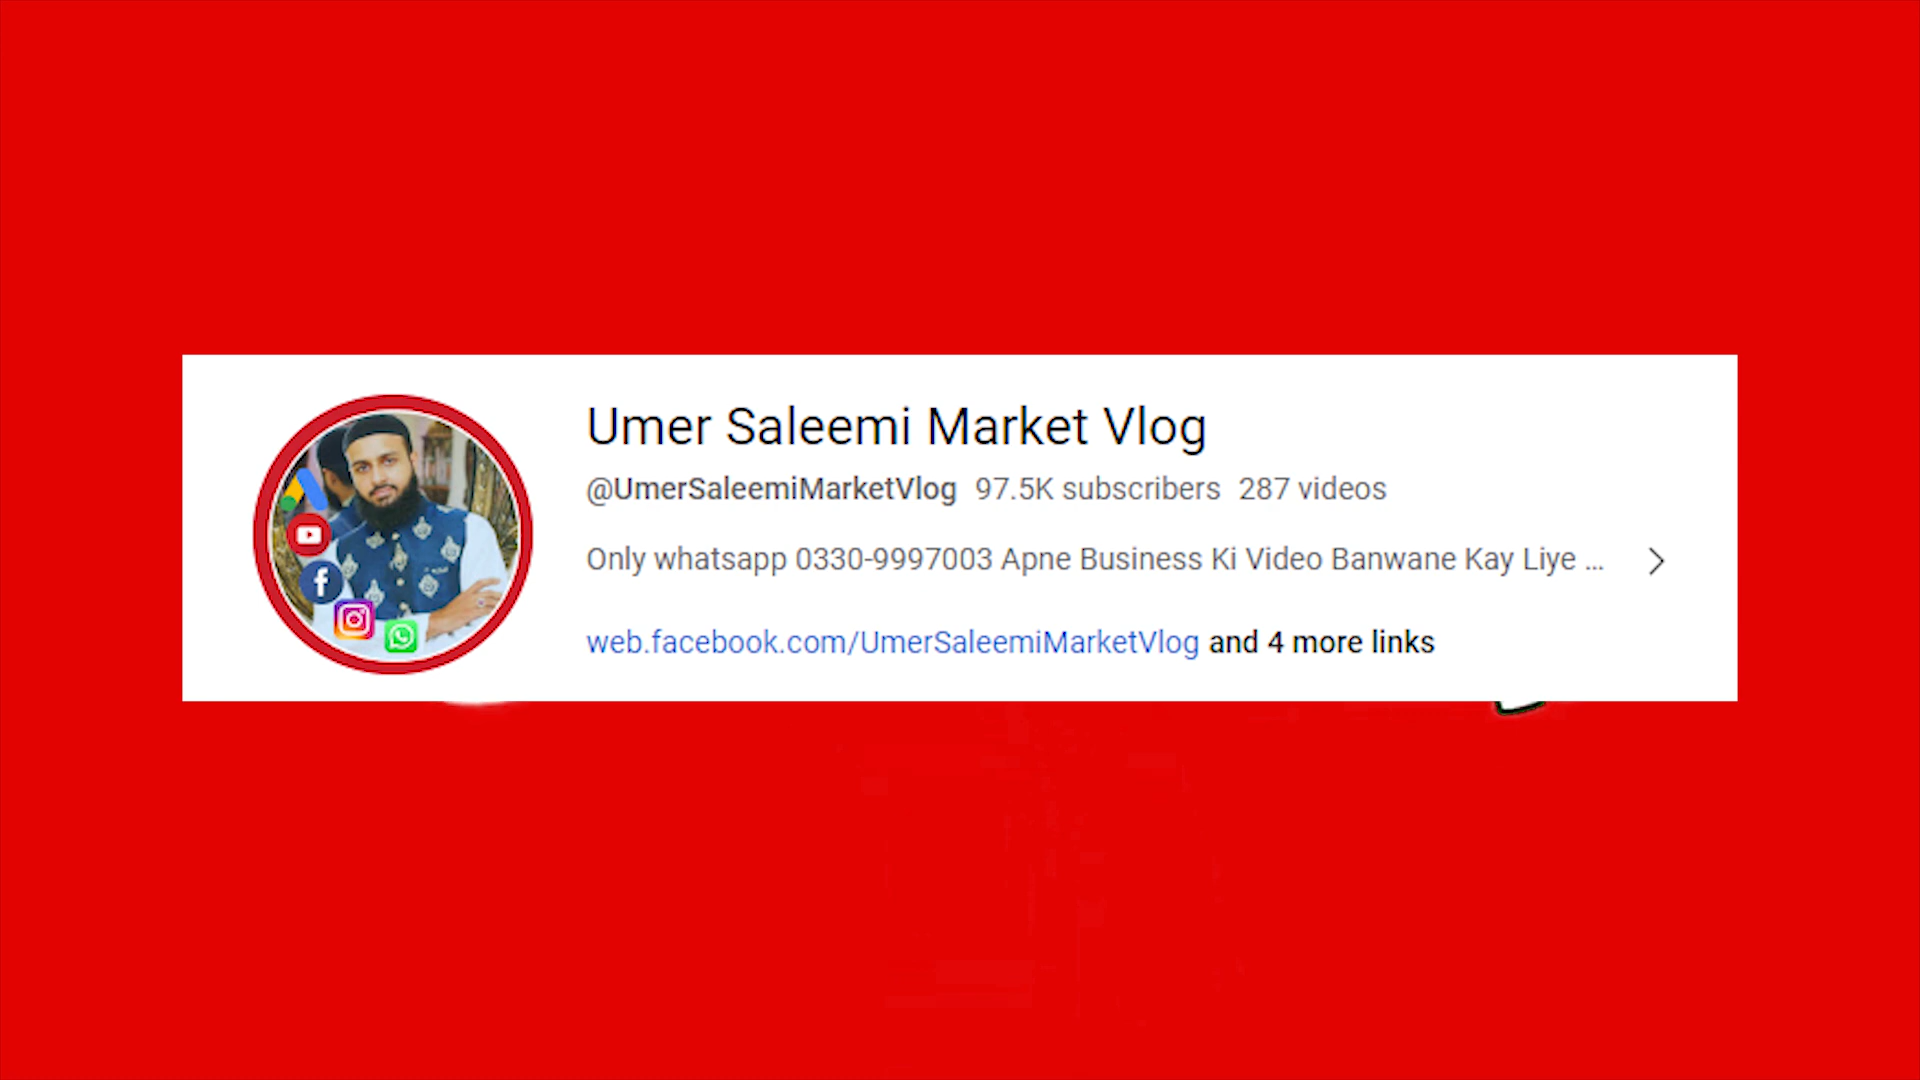 Umer Saleemi Market Vlog
@UmerSaleemiMarketVlog 97.5K subscribers 287 videos
Only whatsapp 0330-9997003 Apne Business Ki Video Banwane Kay Liye ...
web.facebook.com/UmerSaleemiMarketVlog and 4 more links